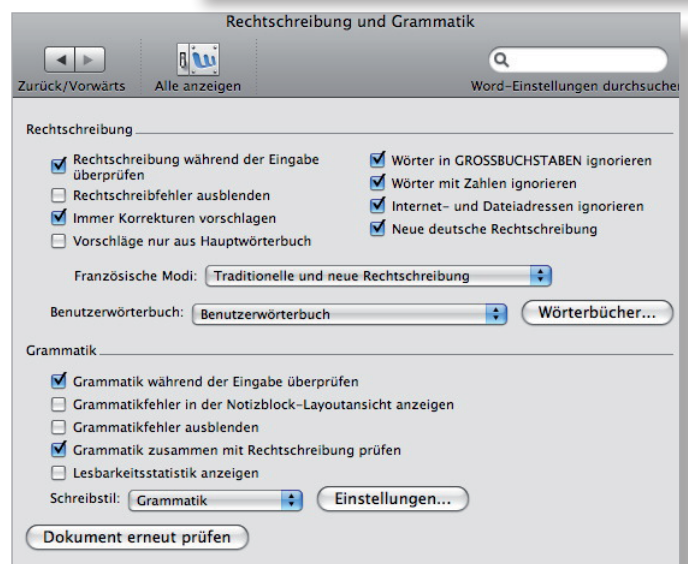 Rechtschreibung und Grammatik
Zurück/Vorwärts
Alle anzeigen
Word-Einstellungen durchsuchen
Rechtschreibung
Rechtschreibung während der Eingabe
überprüfen
Rechtschreibfehler ausblenden
Immer Korrekturen vorschlagen
Vorschläge nur aus Hauptwörterbuch
Wörter in GROSSBUCHSTABEN ignorieren
Wörter mit Zahlen ignorieren
Internet- und Dateiadressen ignorieren
Neue deutsche Rechtschreibung
Französische Modi: Traditionelle und neue Rechtschreibung
Benutzerwörterbuch: Benutzerwörterbuch Wörterbücher...
Grammatik
Grammatik während der Eingabe überprüfen
Grammatikfehler in der Notizblock-Layoutansicht anzeigen
Grammatikfehler ausblenden
Grammatik zusammen mit Rechtschreibung prüfen
Lesbarkeitsstatistik anzeigen
Schreibstil: Grammatik Einstellungen...
Dokument erneut prüfen